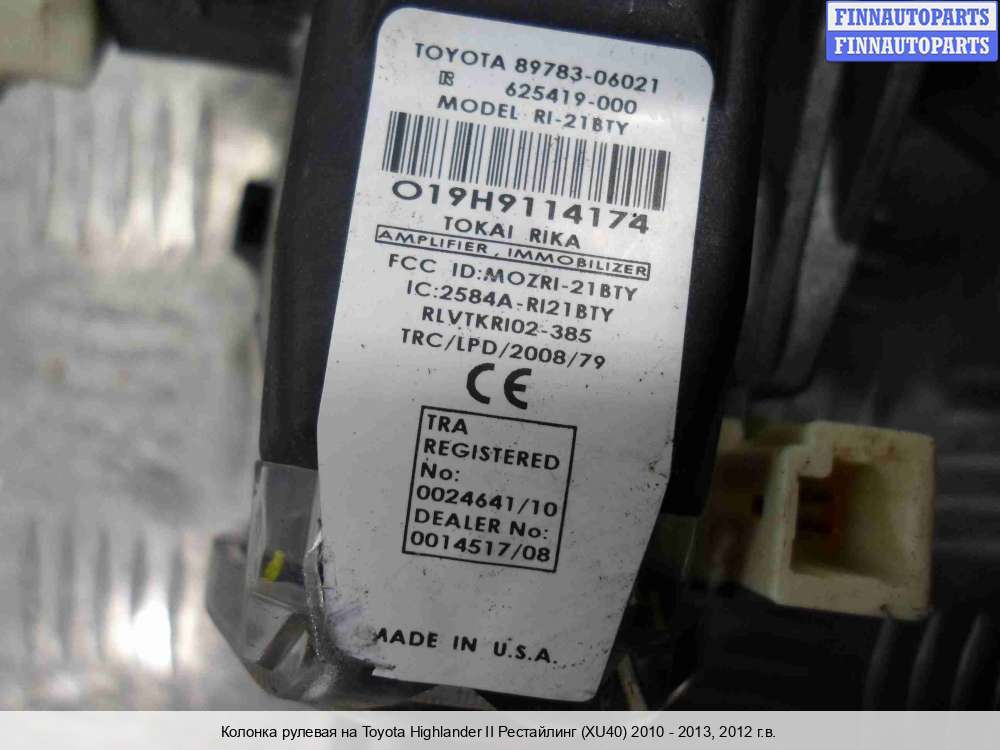 FINNAUTOPARTS
FINNAUTOPARTS
TOYOTA 89783-06021
625419-000
MODEL RI-21BTY
O19H9114174
TOKAI RIKA
AMPLIFIER, IMMOBILIZER
FCC ID:MOZRI-21BTY
IC:2584A-RI21BTY
RLVTKRI02-385
TRC/LPD/2008/79
CE
TRA
REGISTERED
No:
0024641/10
DEALER No:
0014517/08
MADE IN U.S.A.
Колонка рулевая на Toyota Highlander II Рестайлинг (XU40) 2010 - 2013, 2012 г.в.